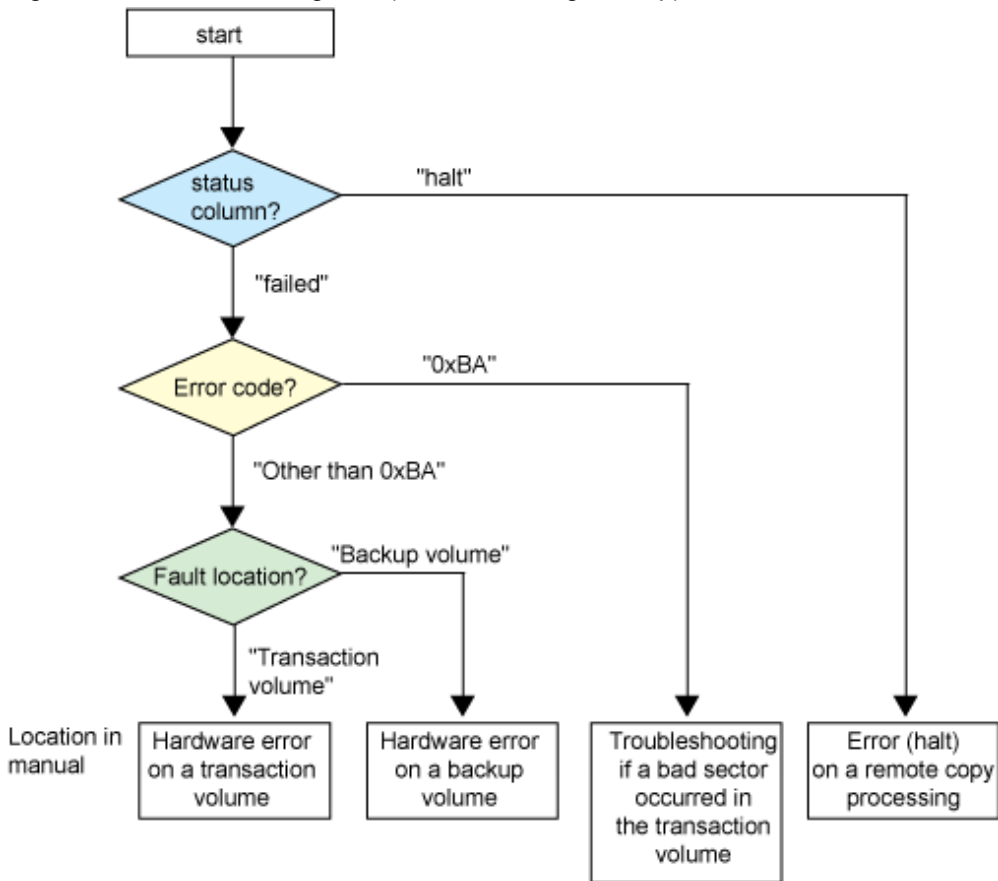 start
status
column?
"halt"
"failed"
Error code?
"0xBA"
"Other than 0xBA"
Fault location?
"Backup volume"
"Transaction
volume"
Location in
manual
Hardware error
on a transaction
volume
Hardware error
on a backup
volume
Troubleshooting
if a bad sector
occurred in
the transaction
volume
Error (halt)
on a remote copy
processing